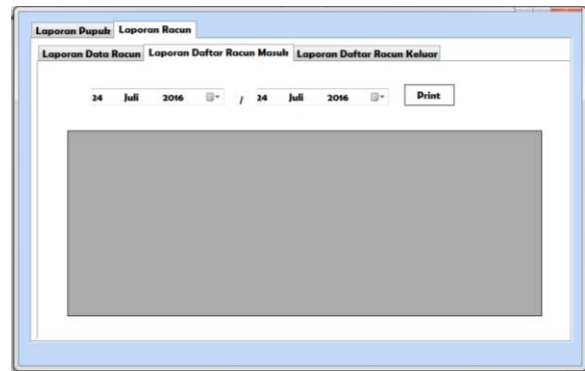 Laporan Pupuk Laporan Racun
Laporan Data Racun Laporan Daftar Racun Masuk Laporan Daftar Racun Keluar
24 Juli 2016 / 24 Juli 2016 Print